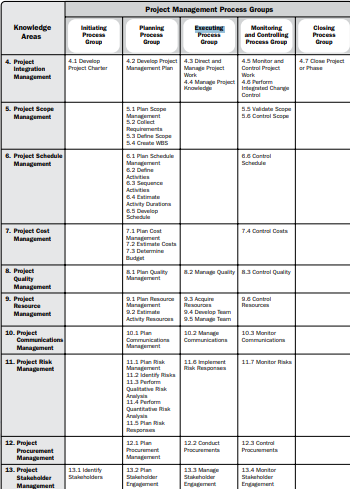 Project Management Process Groups
Knowledge
Areas
Initiating
Process
Group
Planning
Process
Group
Executing
Process
Group
Monitoring
and Controlling
Process Group
Closing
Process
Group
4. Project
Integration
Management
4.1 Develop
Project Charter
4.2 Develop Project
Management Plan
4.3 Direct and
Manage Project
Work
4.4 Manage Project
Knowledge
4.5 Monitor and
Control Project
Work
4.6 Perform
Integrated Change
Control
4.7 Close Project
or Phase
5. Project Scope
Management
5.1 Plan Scope
Management
5.2 Collect
Requirements
5.3 Define Scope
5.4 Create WBS
5.5 Validate Scope
5.6 Control Scope
6. Project Schedule
Management
6.1 Plan Schedule
Management
6.2 Define
Activities
6.3 Sequence
Activities
6.4 Estimate
Activity Durations
6.5 Develop
Schedule
6.6 Control
Schedule
7. Project Cost
Management
7.1 Plan Cost
Management
7.2 Estimate Costs
7.3 Determine
Budget
7.4 Control Costs
8. Project
Quality
Management
8.1 Plan Quality
Management
8.2 Manage Quality
8.3 Control Quality
9. Project
Resource
Management
9.1 Plan Resource
Management
9.2 Estimate
Activity Resources
9.3 Acquire
Resources
9.4 Develop Team
9.5 Manage Team
9.6 Control
Resources
10. Project
Communications
Management
10.1 Plan
Communications
Management
10.2 Manage
Communications
10.3 Monitor
Communications
11. Project Risk
Management
11.1 Plan Risk
Management
11.2 Identify Risks
11.3 Perform
Qualitative Risk
Analysis
11.4 Perform
Quantitative Risk
Analysis
11.5 Plan Risk
Responses
11.6 Implement
Risk Responses
11.7 Monitor Risks
12. Project
Procurement
Management
12.1 Plan
Procurement
Management
12.2 Conduct
Procurements
12.3 Control
Procurements
13. Project
Stakeholder
Management
13.1 Identify
Stakeholders
13.2 Plan
Stakeholder
Engagement
13.3 Manage
Stakeholder
Engagement
13.4 Monitor
Stakeholder
Engagement